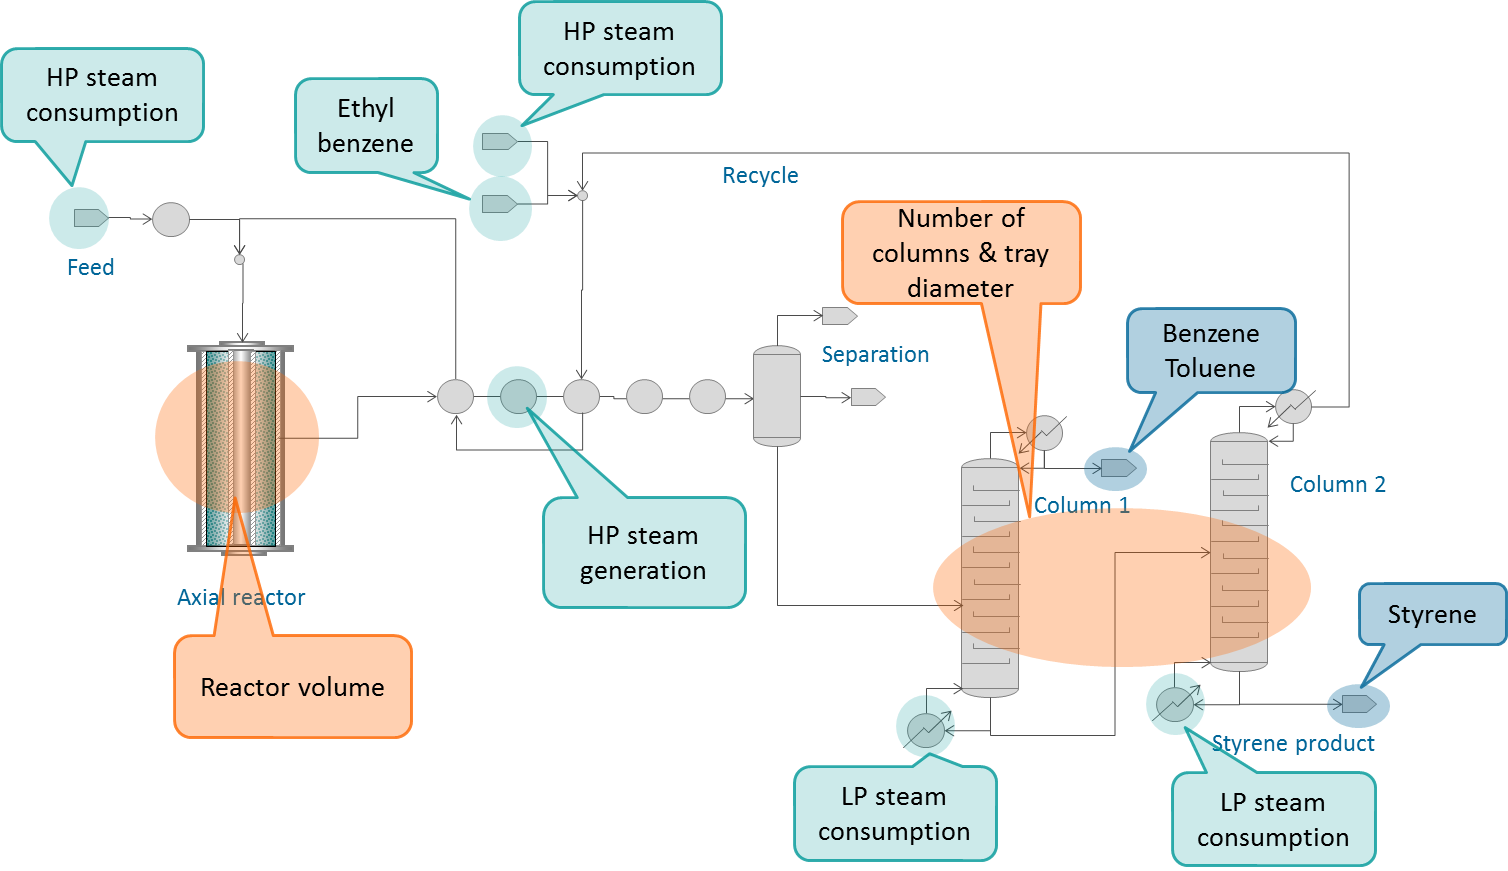 HP steam
consumption
HP steam
consumption
Ethyl
benzene
Recycle
Number of
columns & tray
diameter
Feed
Benzene
Toluene
Separation
Column 2
Column 1
HP steam
generation
Axial reactor
Styrene
Reactor volume
Styrene product
LP steam
consumption
LP steam
consumption